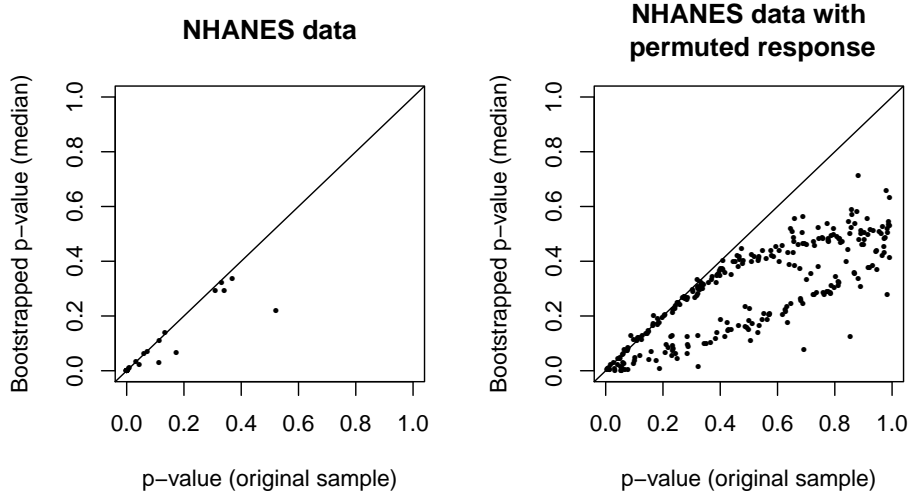 NHANES data
Bootstrapped p−value (median)
0.0 0.2 0.4 0.6 0.8 1.0
0.0 0.2 0.4 0.6 0.8 1.0
p−value (original sample)
NHANES data with
permuted response
Bootstrapped p−value (median)
0.0 0.2 0.4 0.6 0.8 1.0
0.0 0.2 0.4 0.6 0.8 1.0
p−value (original sample)